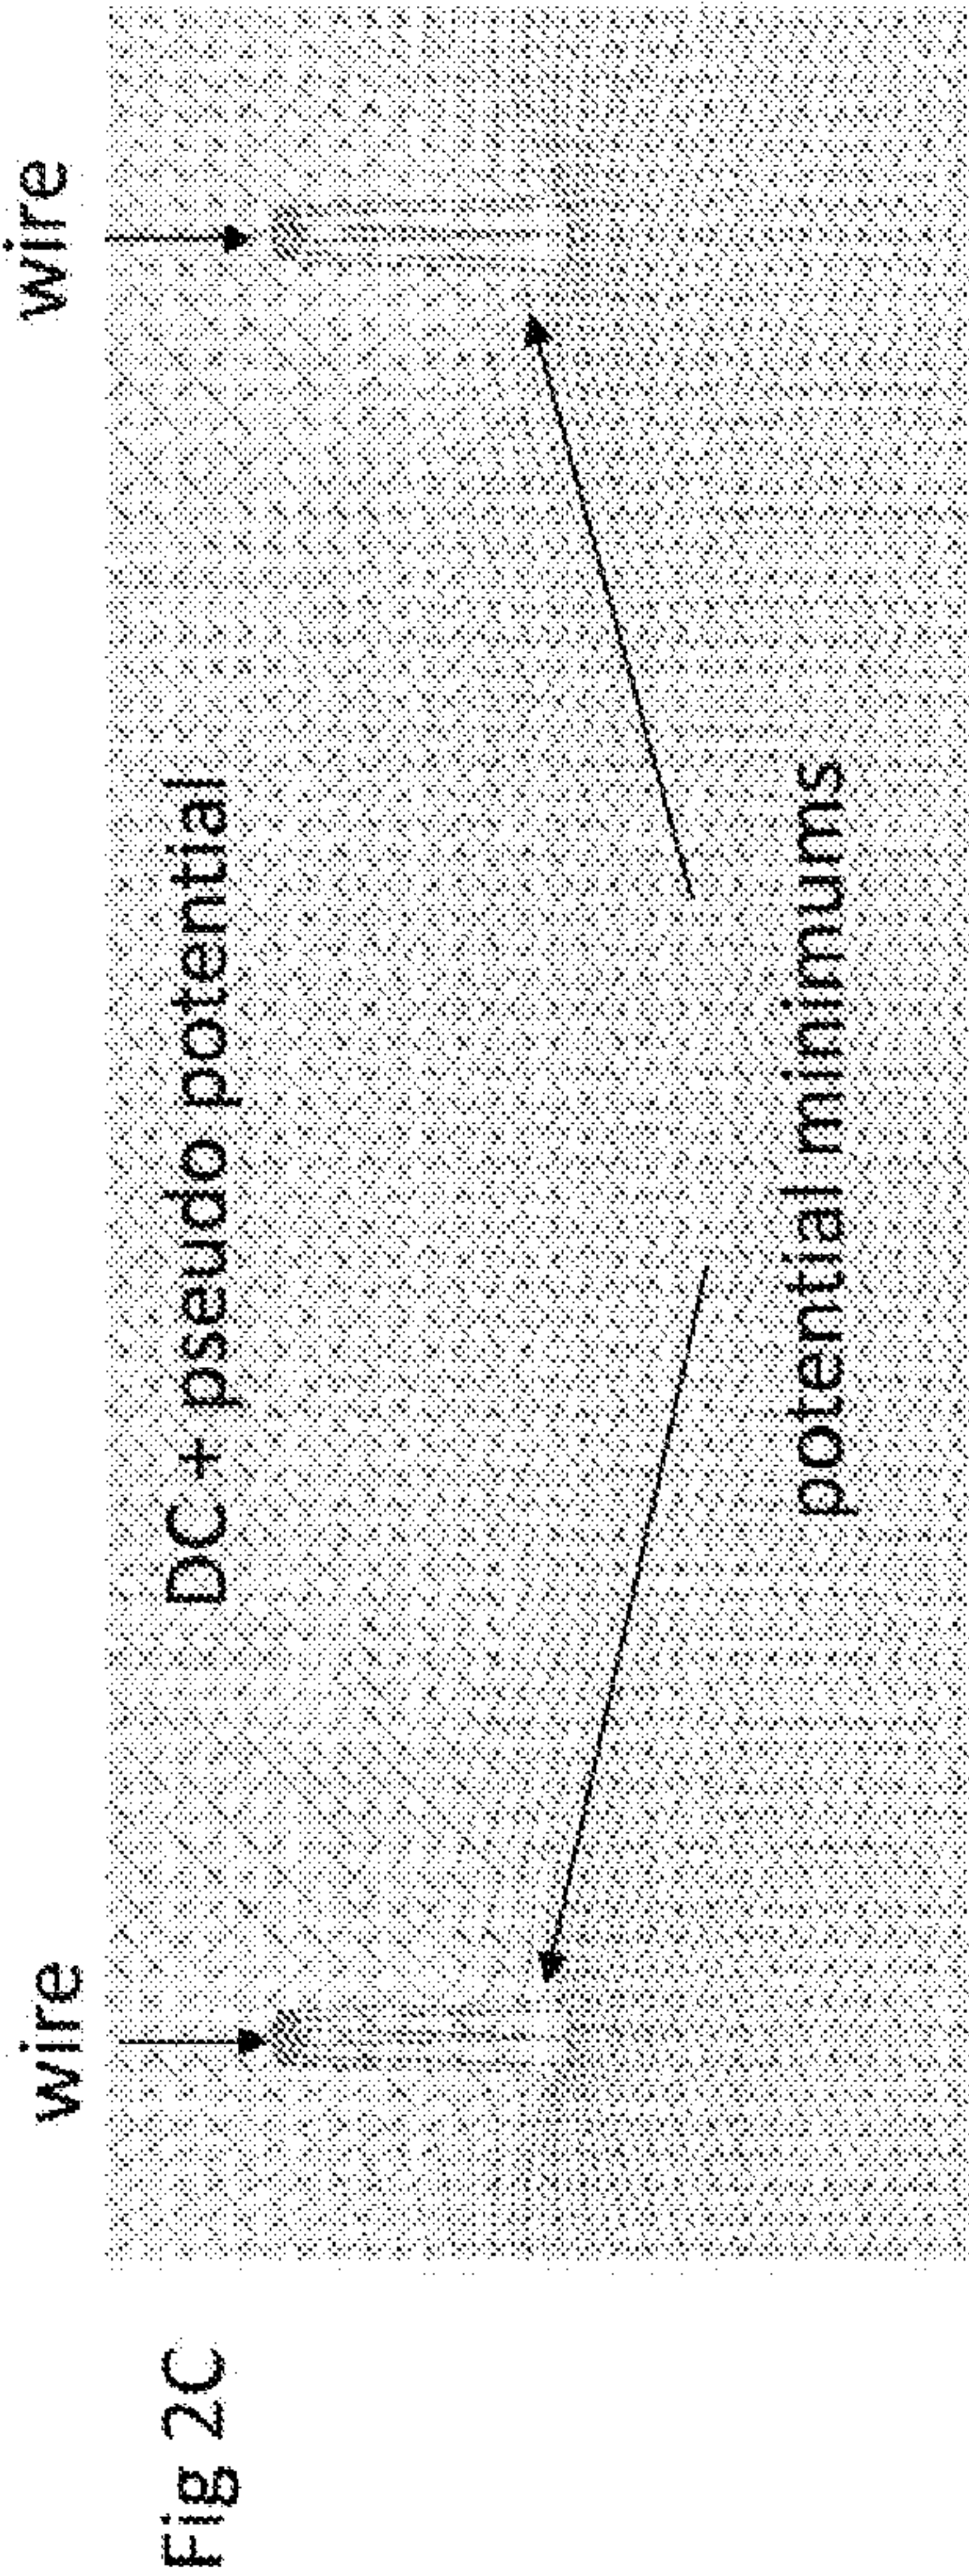 Fig 2C
wire
wire
DC + pseudo potential
potential minimums